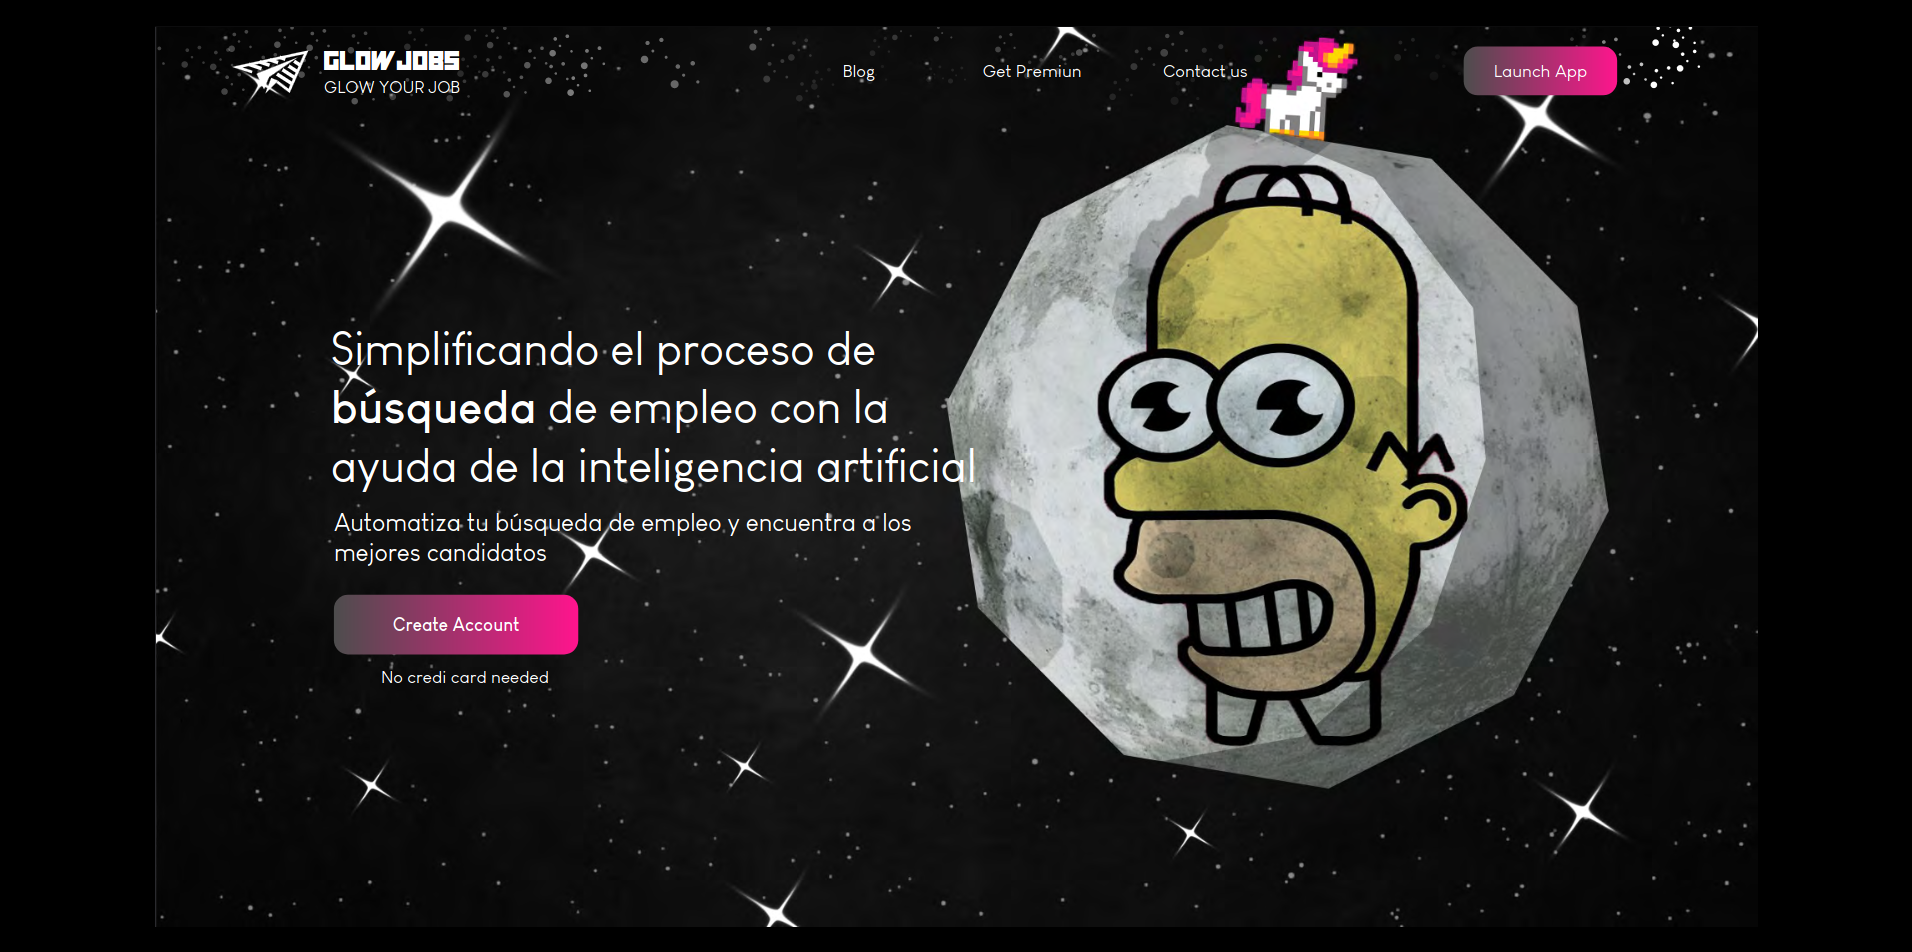 GLOW JOBS
GLOW YOUR JOB
Blog
Get Premiun
Contact us
Launch App
Simplificando el proceso de
búsqueda de empleo con la
ayuda de la inteligencia artificial
Automatiza tu búsqueda de empleo y encuentra a los
mejores candidatos
Create Account
No credi card needed